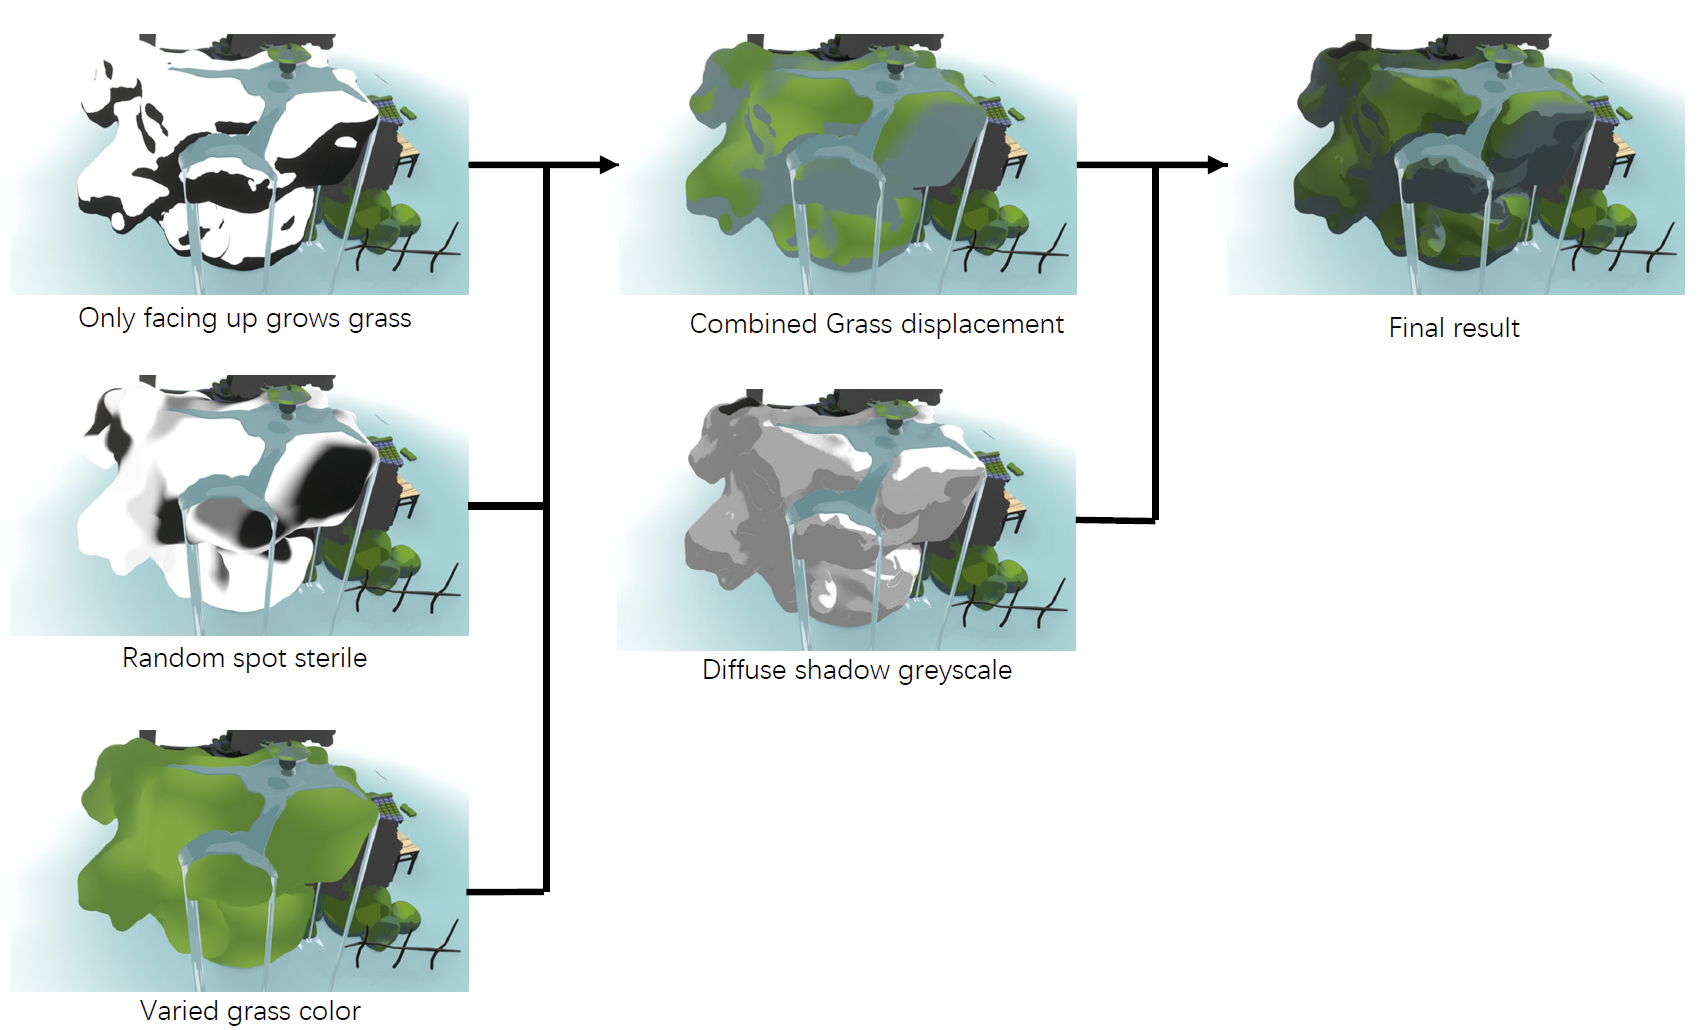 Only facing up grows grass
Combined Grass displacement
Final result
Random spot sterile
Diffuse shadow greyscale
Varied grass color